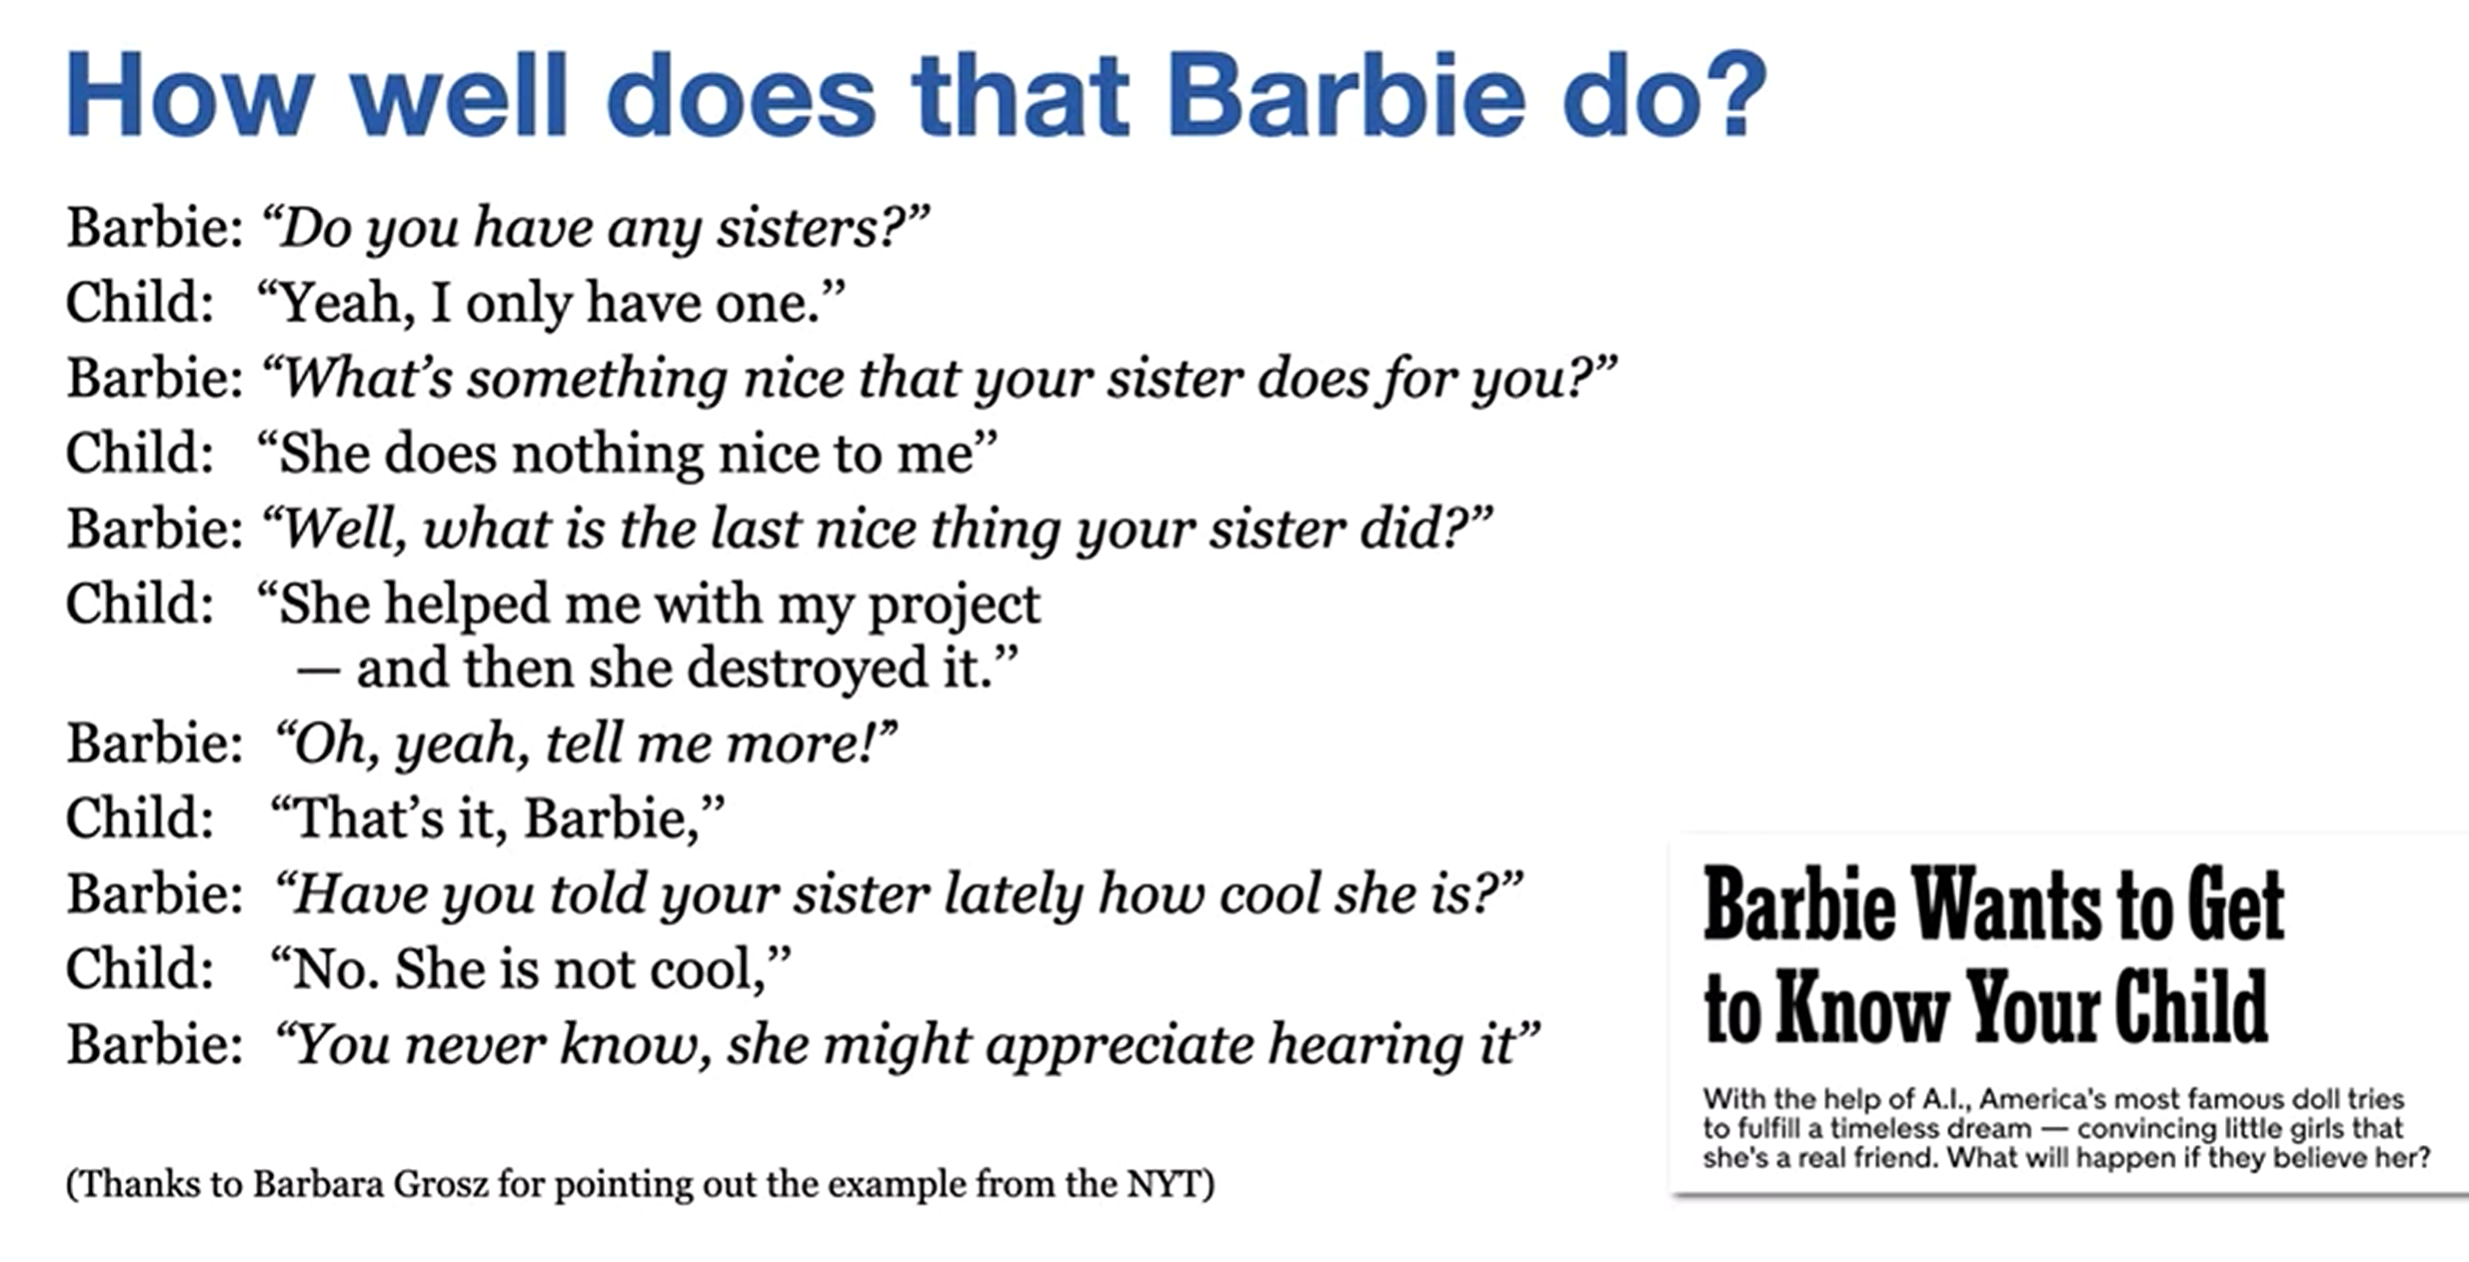 How well does that Barbie do?
Barbie: “Do you have any sisters?”
Child: “Yeah, I only have one.”
Barbie: “What’s something nice that your sister does for you?”
Child: “She does nothing nice to me”
Barbie: “Well, what is the last nice thing your sister did?”
Child: “She helped me with my project
— and then she destroyed it.”
Barbie: “Oh, yeah, tell me more!”
Child: “That’s it, Barbie,”
Barbie: “Have you told your sister lately how cool she is?”
Child: “No. She is not cool,”
Barbie: “You never know, she might appreciate hearing it”
(Thanks to Barbara Grosz for pointing out the example from the NYT)
Barbie Wants to Get
to Know Your Child
With the help of A.I., America’s most famous doll tries
to fulfill a timeless dream — convincing little girls that
she’s a real friend. What will happen if they believe her?